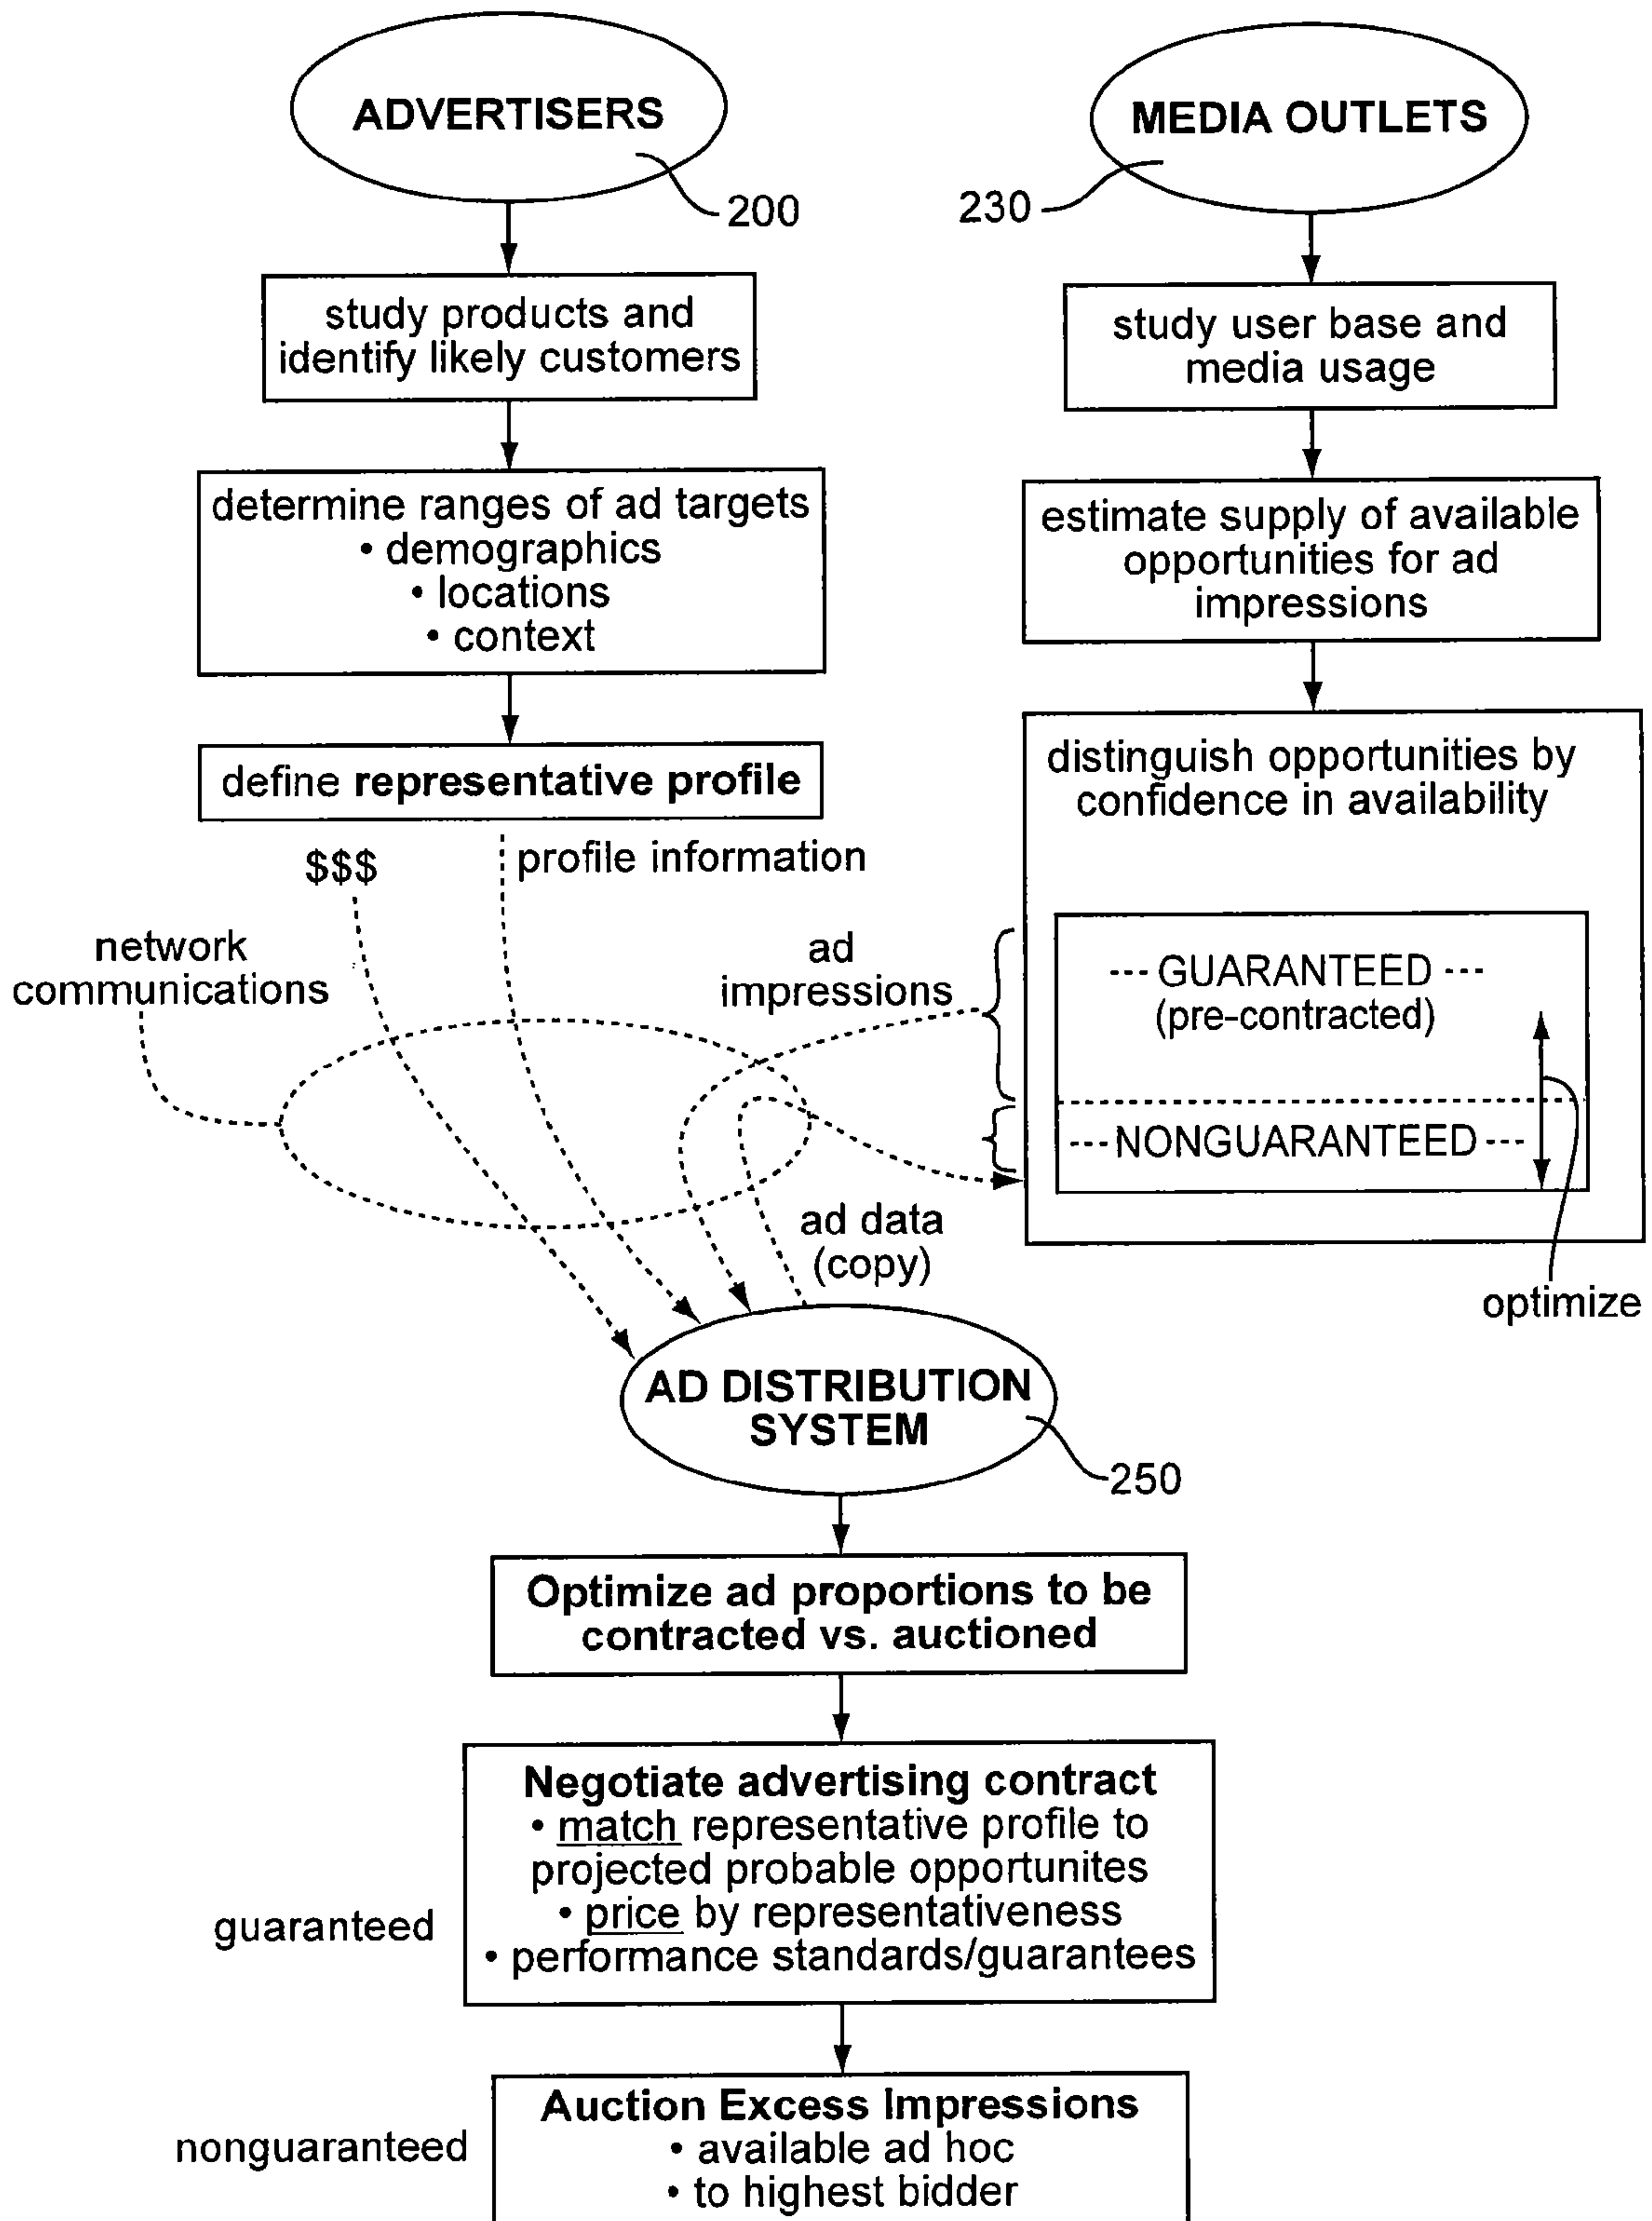 ADVERTISERS
200
study products and
identify likely customers
determine ranges of ad targets
• demographics
• locations
• context
define representative profile
$$$
profile information
network
communications
MEDIA OUTLETS
230
study user base and
media usage
estimate supply of available
opportunities for ad
impressions
distinguish opportunities by
confidence in availability
ad
impressions
--- GUARANTEED ---
(pre-contracted)
--- NONGUARANTEED ---
optimize
ad data
(copy)
AD DISTRIBUTION
SYSTEM
250
Optimize ad proportions to be
contracted vs. auctioned
guaranteed
Negotiate advertising contract
• match representative profile to
projected probable opportunites
• price by representativeness
• performance standards/guarantees
nonguaranteed
Auction Excess Impressions
• available ad hoc
• to highest bidder